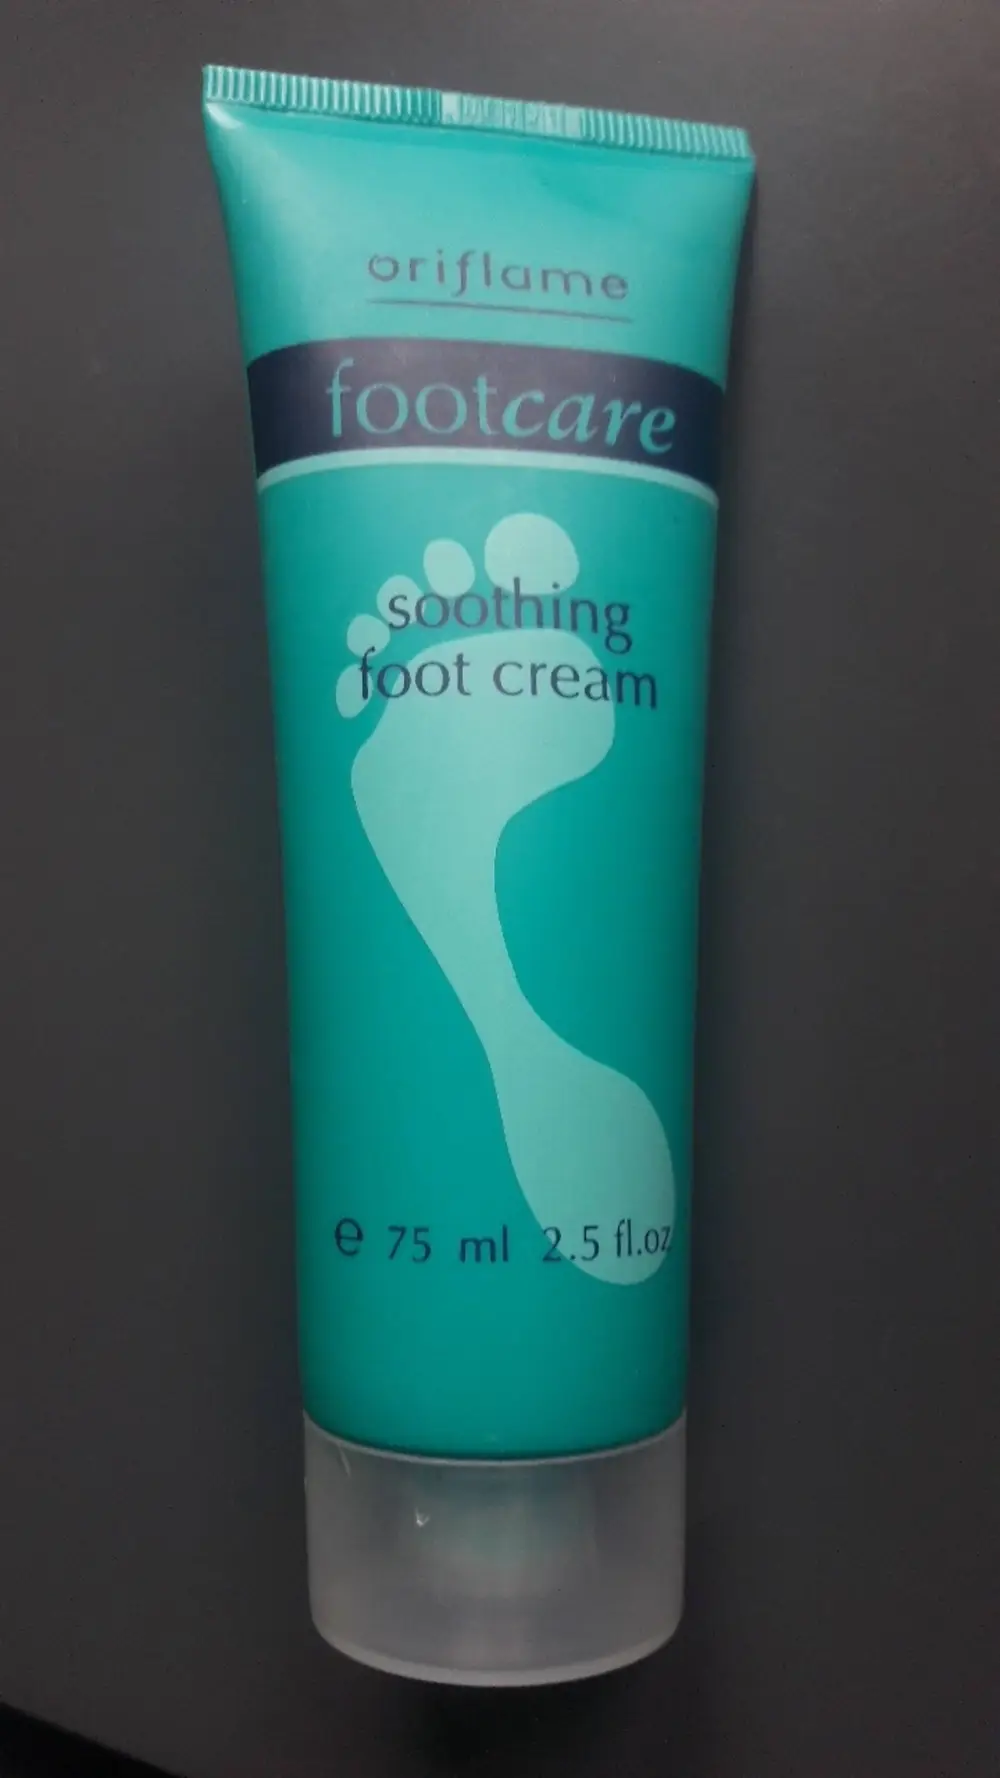 oriflame
footcare
soothing
foot cream
℮ 75 ml 2.5 fl.oz